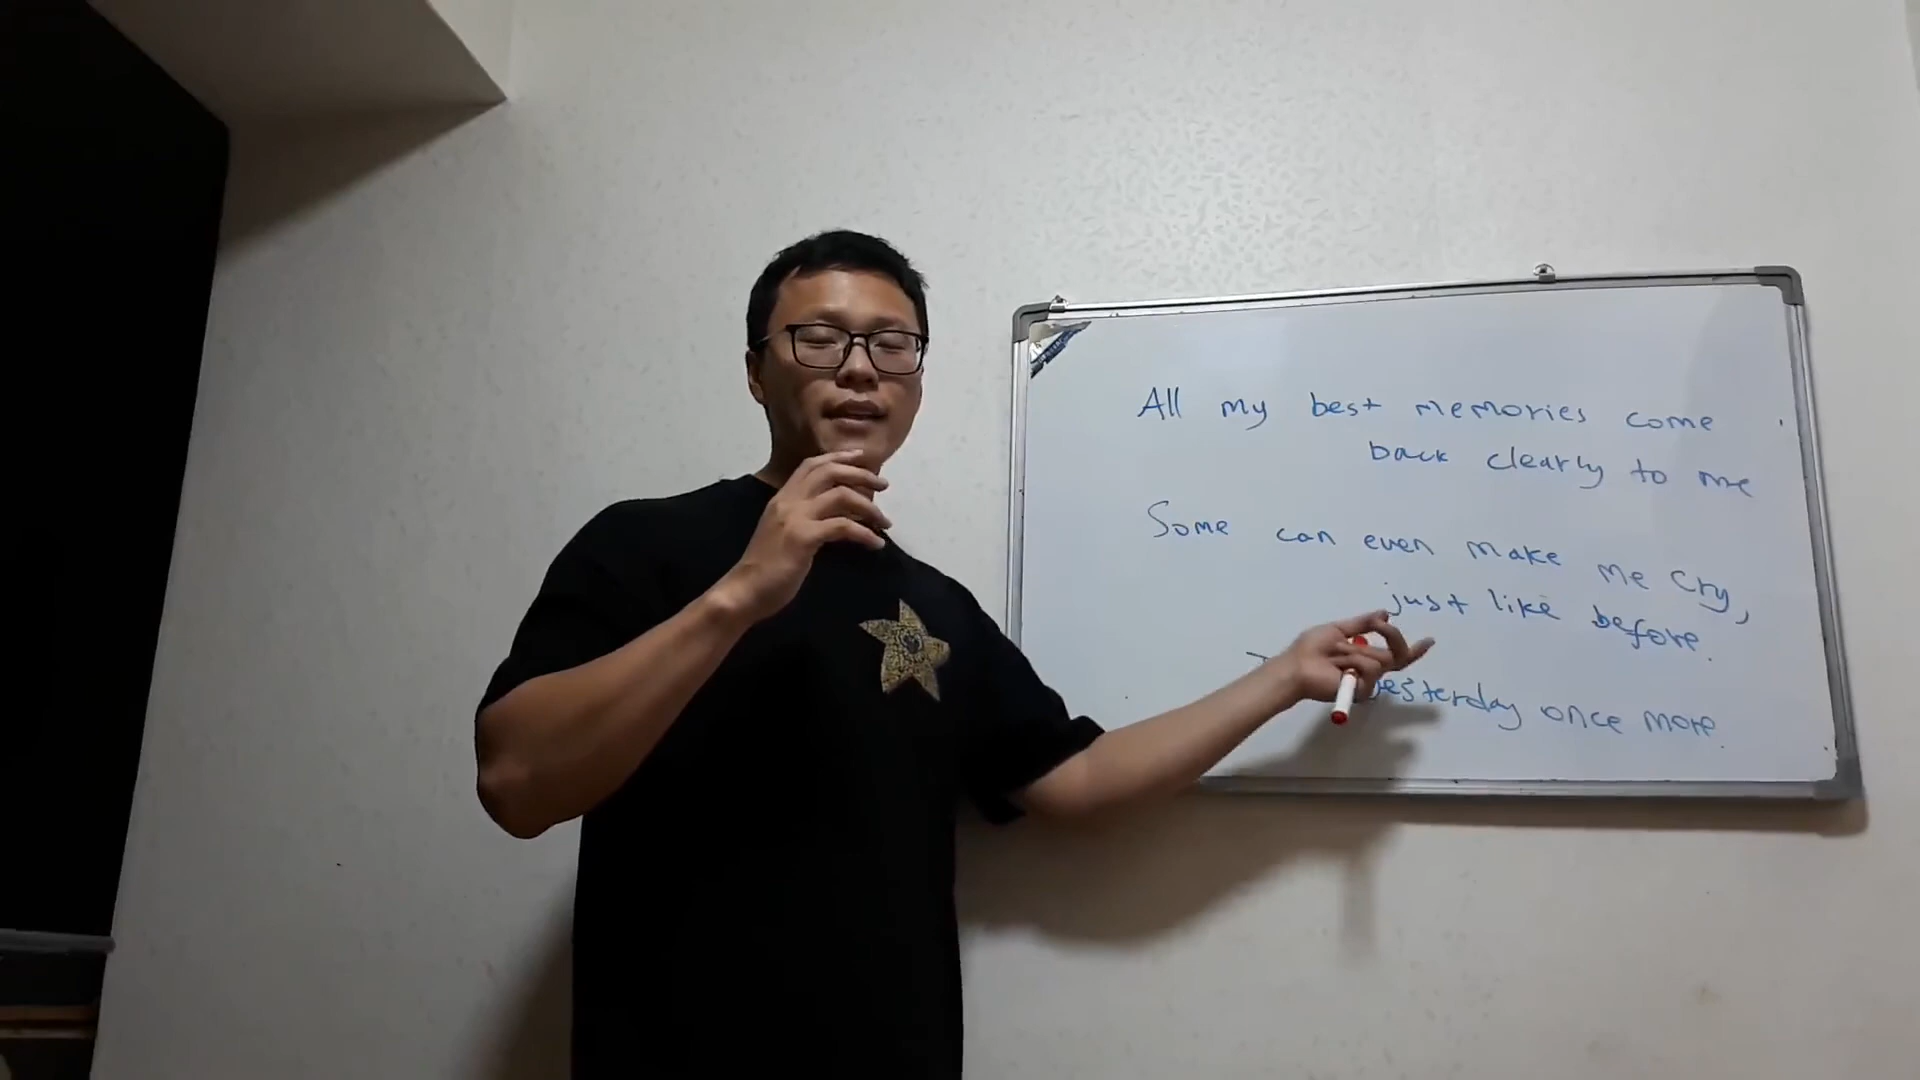 All my best memories come
back clearly to me
Some can even make me cry,
just like before.
yesterday once more.